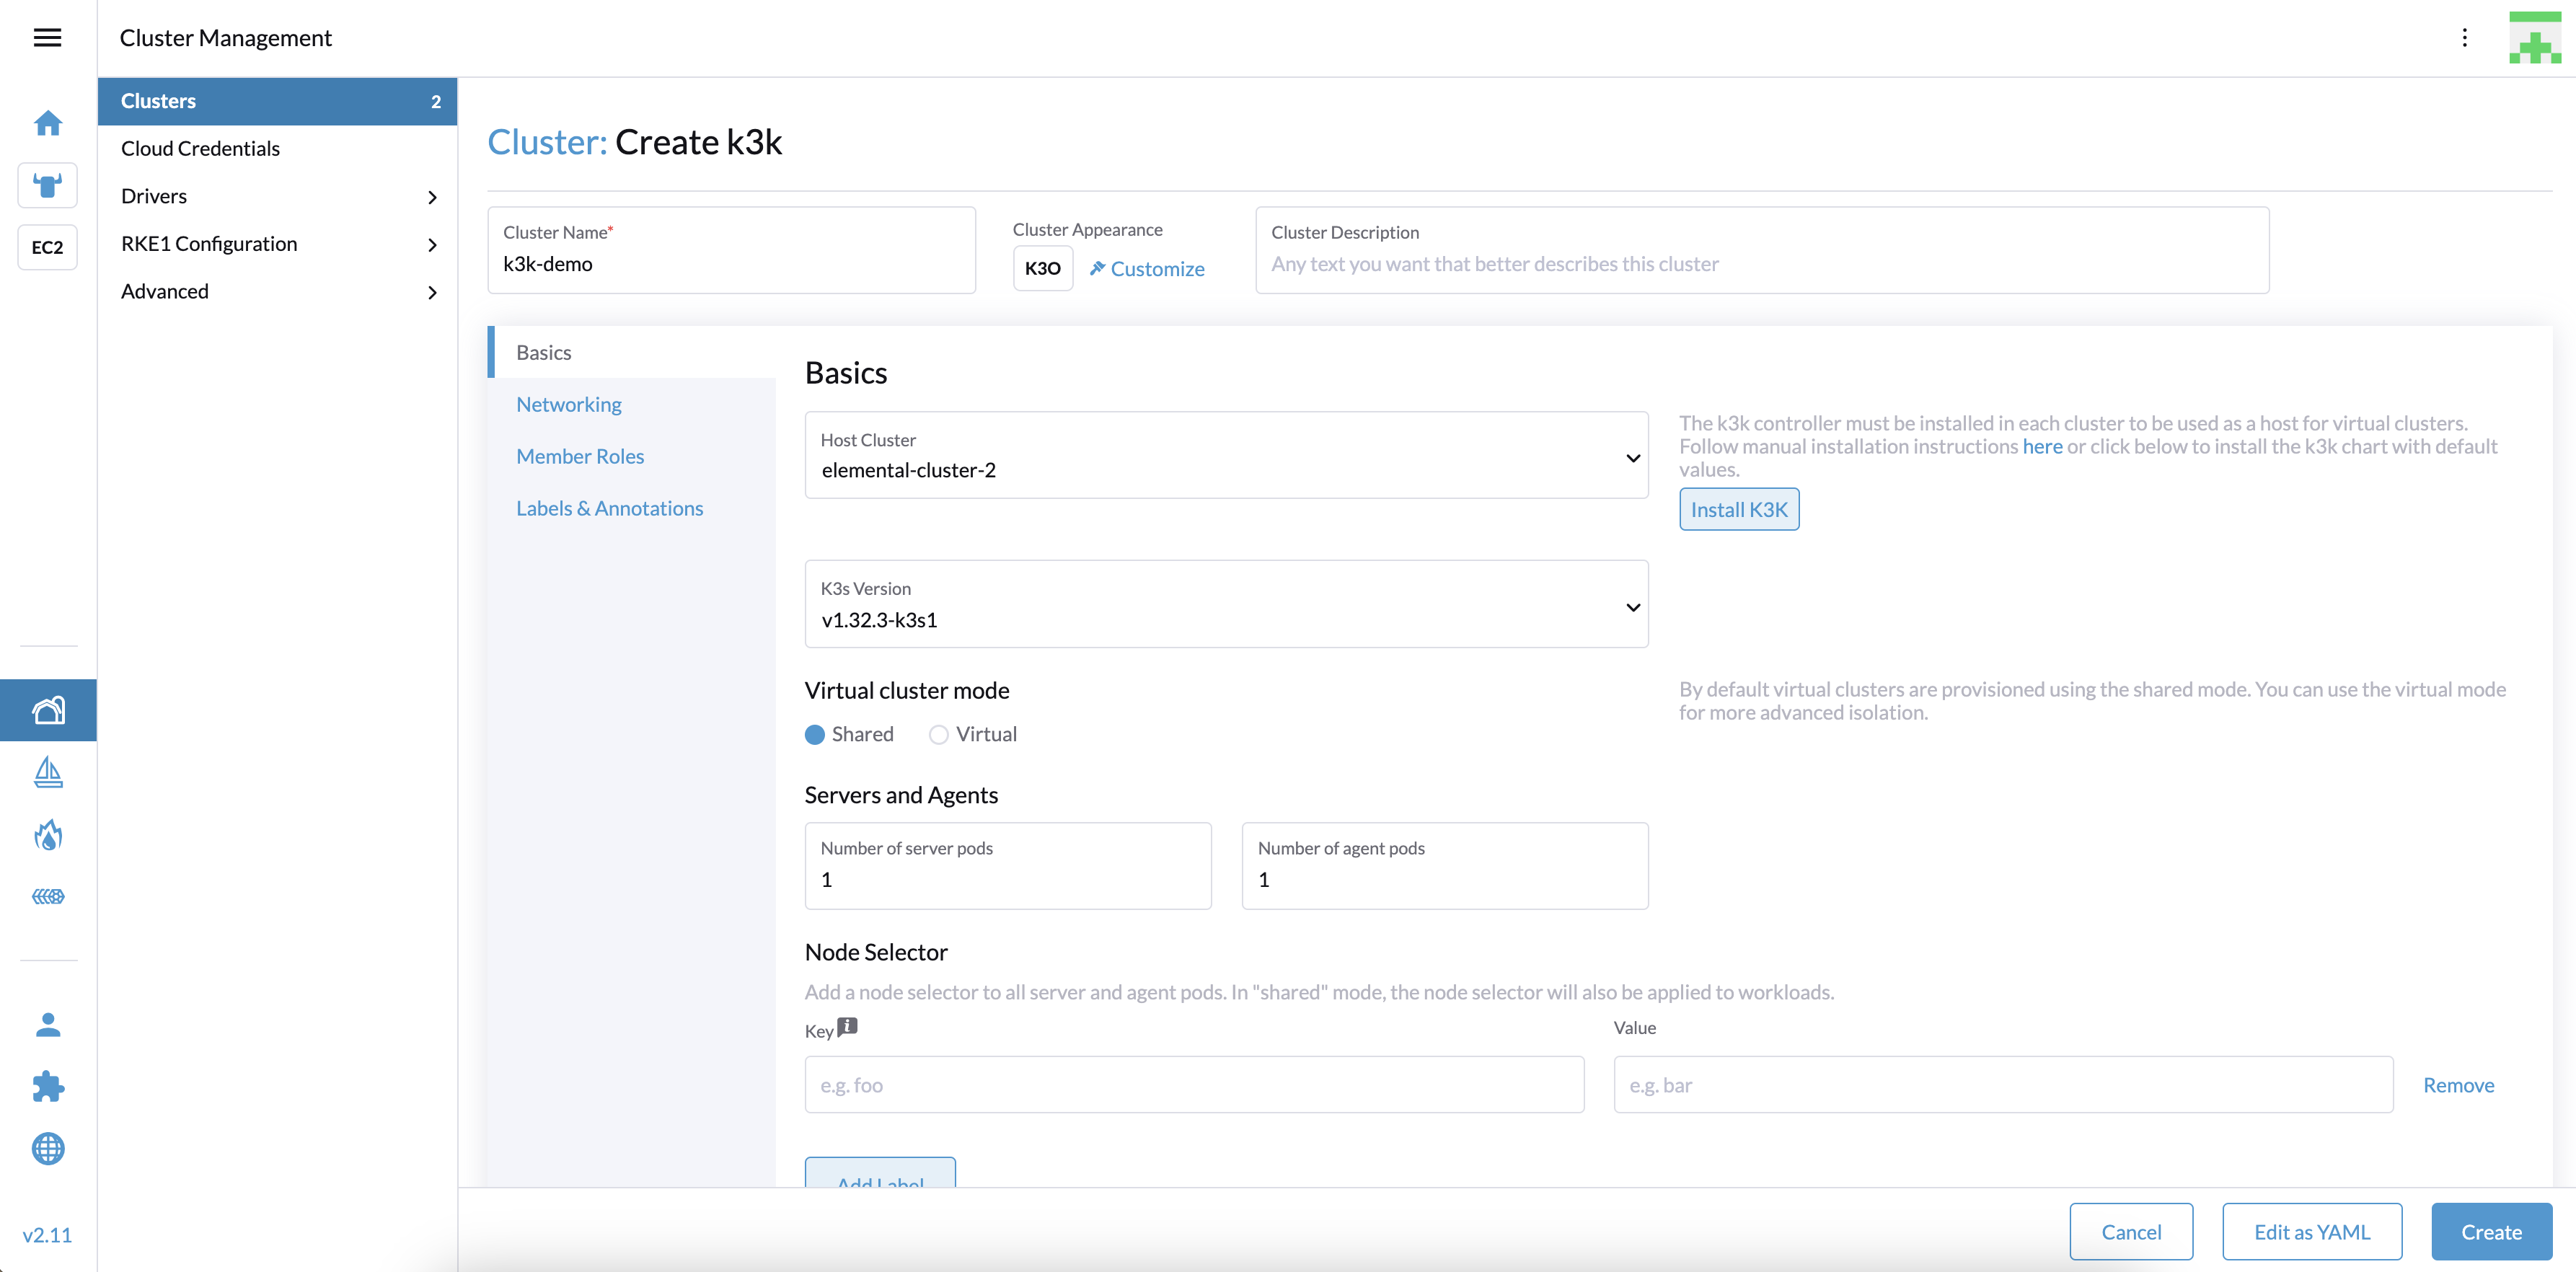 Cluster Management
Clusters 2
Cloud Credentials
Drivers
RKE1 Configuration
Advanced
EC2
v2.11
Cluster: Create k3k
Cluster Name*
k3k-demo
Cluster Appearance
K3O Customize
Cluster Description
Any text you want that better describes this cluster
Basics
Networking
Member Roles
Labels & Annotations
Basics
Host Cluster
elemental-cluster-2
The k3k controller must be installed in each cluster to be used as a host for virtual clusters.
Follow manual installation instructions here or click below to install the k3k chart with default
values.
Install K3K
K3s Version
v1.32.3-k3s1
Virtual cluster mode
Shared Virtual
By default virtual clusters are provisioned using the shared mode. You can use the virtual mode
for more advanced isolation.
Servers and Agents
Number of server pods
1
Number of agent pods
1
Node Selector
Add a node selector to all server and agent pods. In "shared" mode, the node selector will also be applied to workloads.
Key
Value
e.g. foo
e.g. bar
Remove
Add Label
Cancel
Edit as YAML
Create